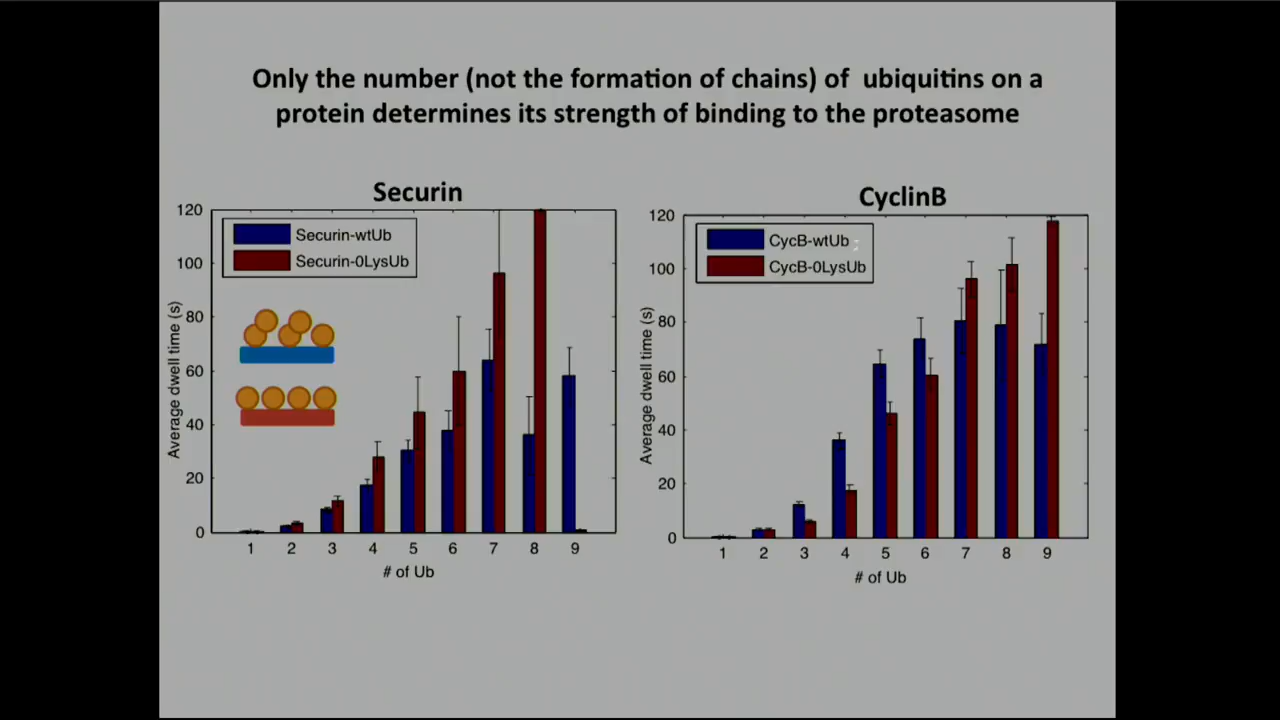 Only the number (not the formation of chains) of ubiquitins on a
protein determines its strength of binding to the proteasome
Securin
120
100
80
60
40
20
0
Average dwell time (s)
Securin-wtUb
Securin-0LysUb
1 2 3 4 5 6 7 8 9
# of Ub
CyclinB
120
100
80
60
40
20
0
Average dwell time (s)
CycB-wtUb
CycB-0LysUb
1 2 3 4 5 6 7 8 9
# of Ub